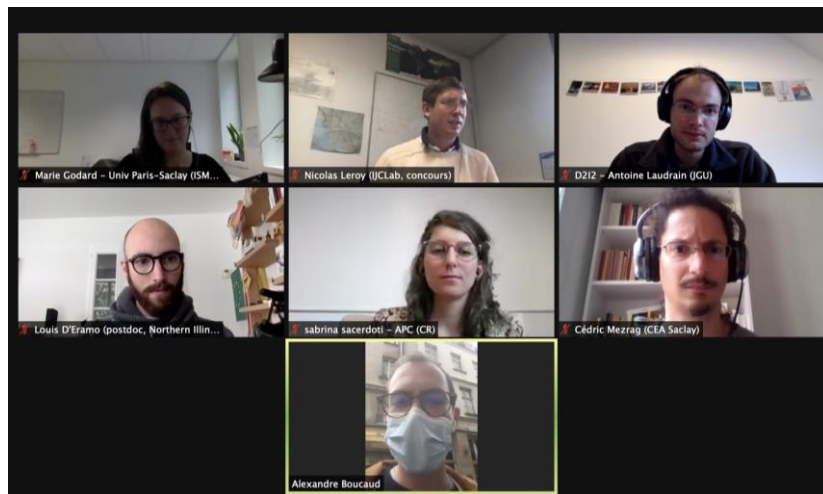 Marie Godard - Univ Paris-Saclay (ISM...
Nicolas Leroy (IJCLab, concours)
D2I2 - Antoine Laudrain (JGU)
Louis D'Eramo (postdoc, Northern Illin...
sabrina sacerdoti - APC (CR)
Cédric Mezrag (CEA Saclay)
Alexandre Boucaud